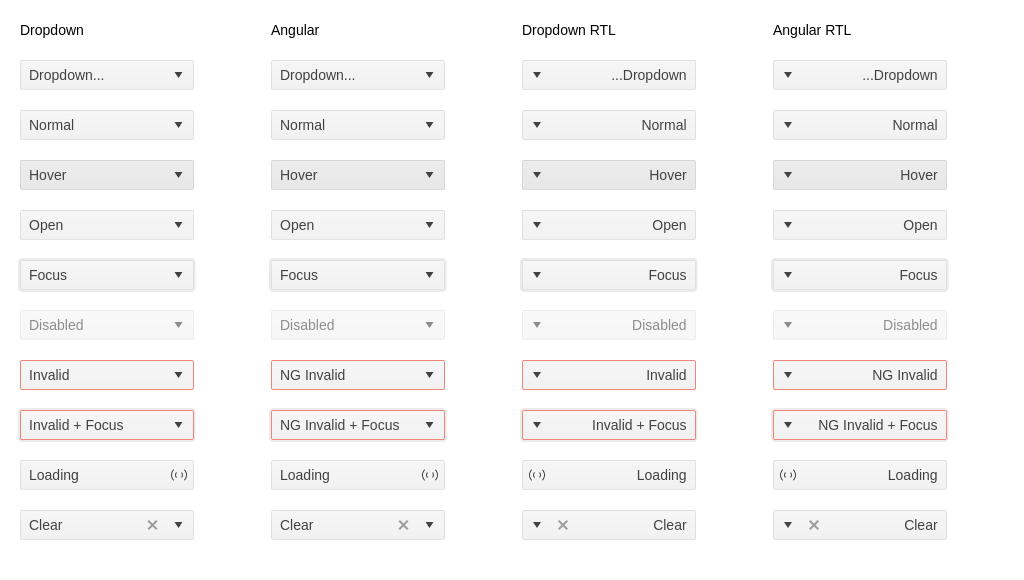 Dropdown Angular Dropdown RTL Angular RTL
Dropdown... Dropdown... ...Dropdown ...Dropdown
Normal Normal Normal Normal
Hover Hover Hover Hover
Open Open Open Open
Focus Focus Focus Focus
Disabled Disabled Disabled Disabled
Invalid NG Invalid Invalid NG Invalid
Invalid + Focus NG Invalid + Focus Invalid + Focus NG Invalid + Focus
Loading Loading Loading Loading
Clear Clear Clear Clear